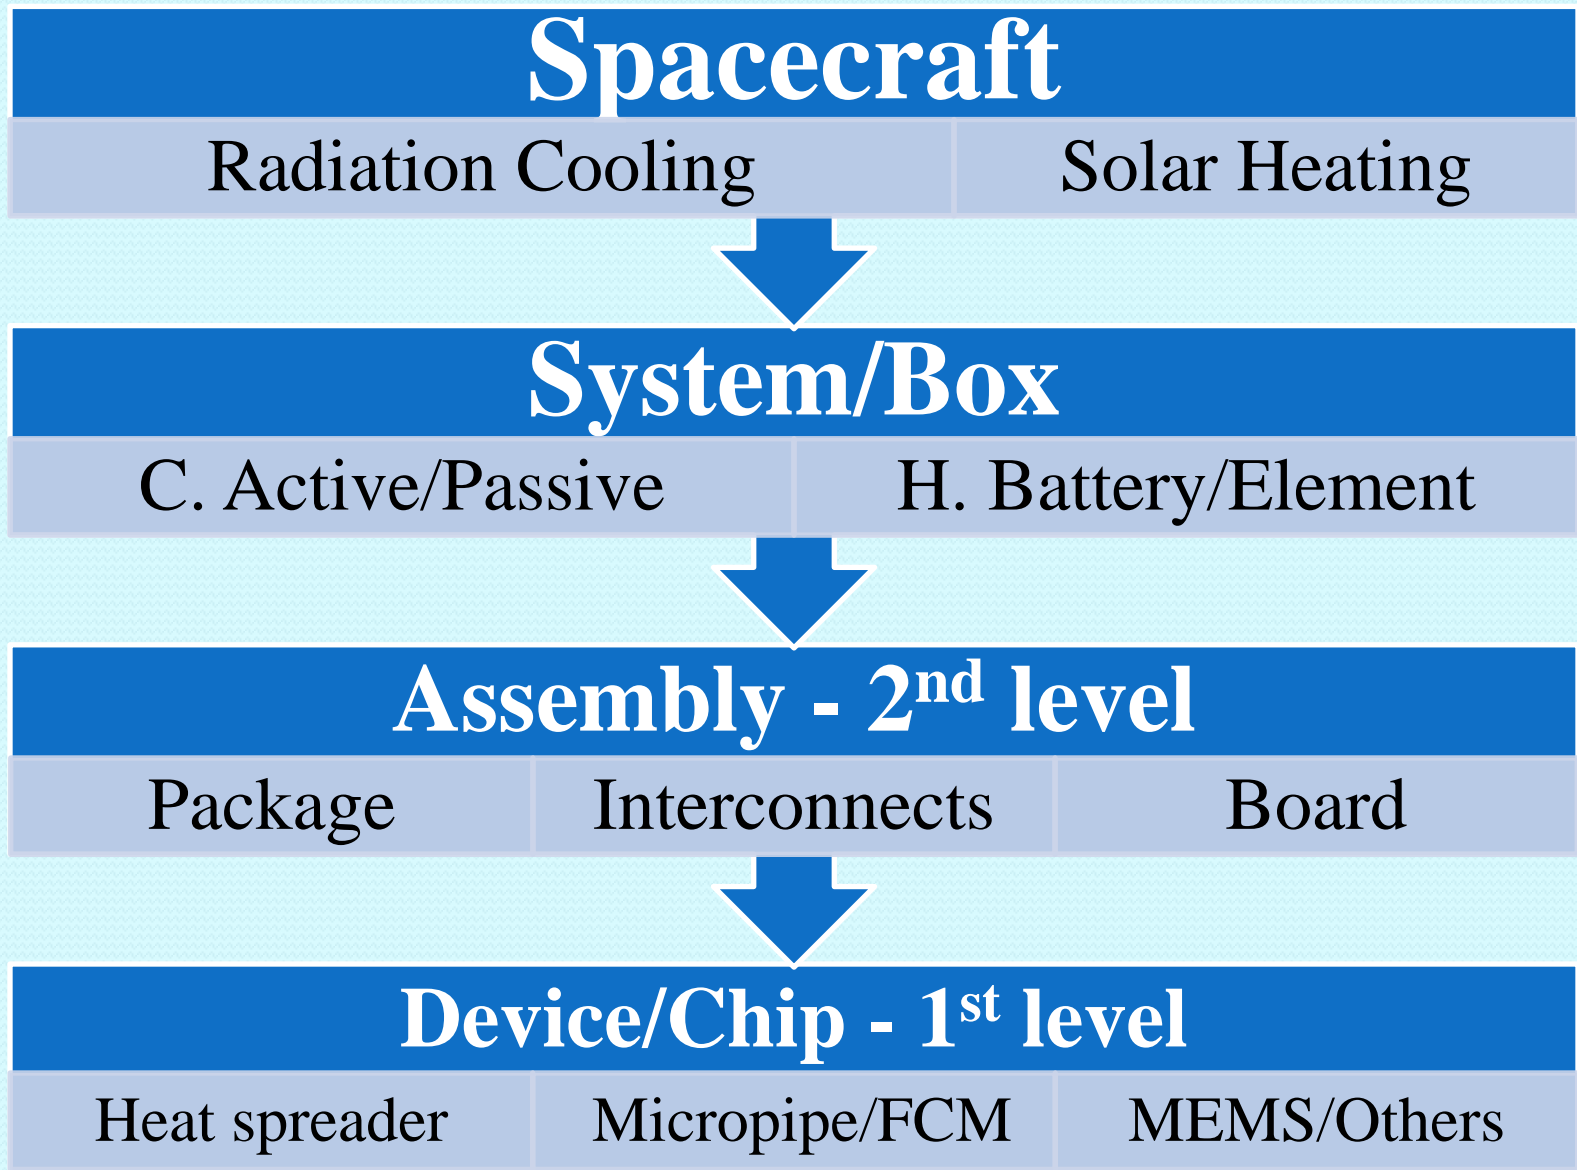 Spacecraft
Radiation Cooling Solar Heating
System/Box
C. Active/Passive H. Battery/Element
Assembly - 2nd level
Package Interconnects Board
Device/Chip - 1st level
Heat spreader Micropipe/FCM MEMS/Others